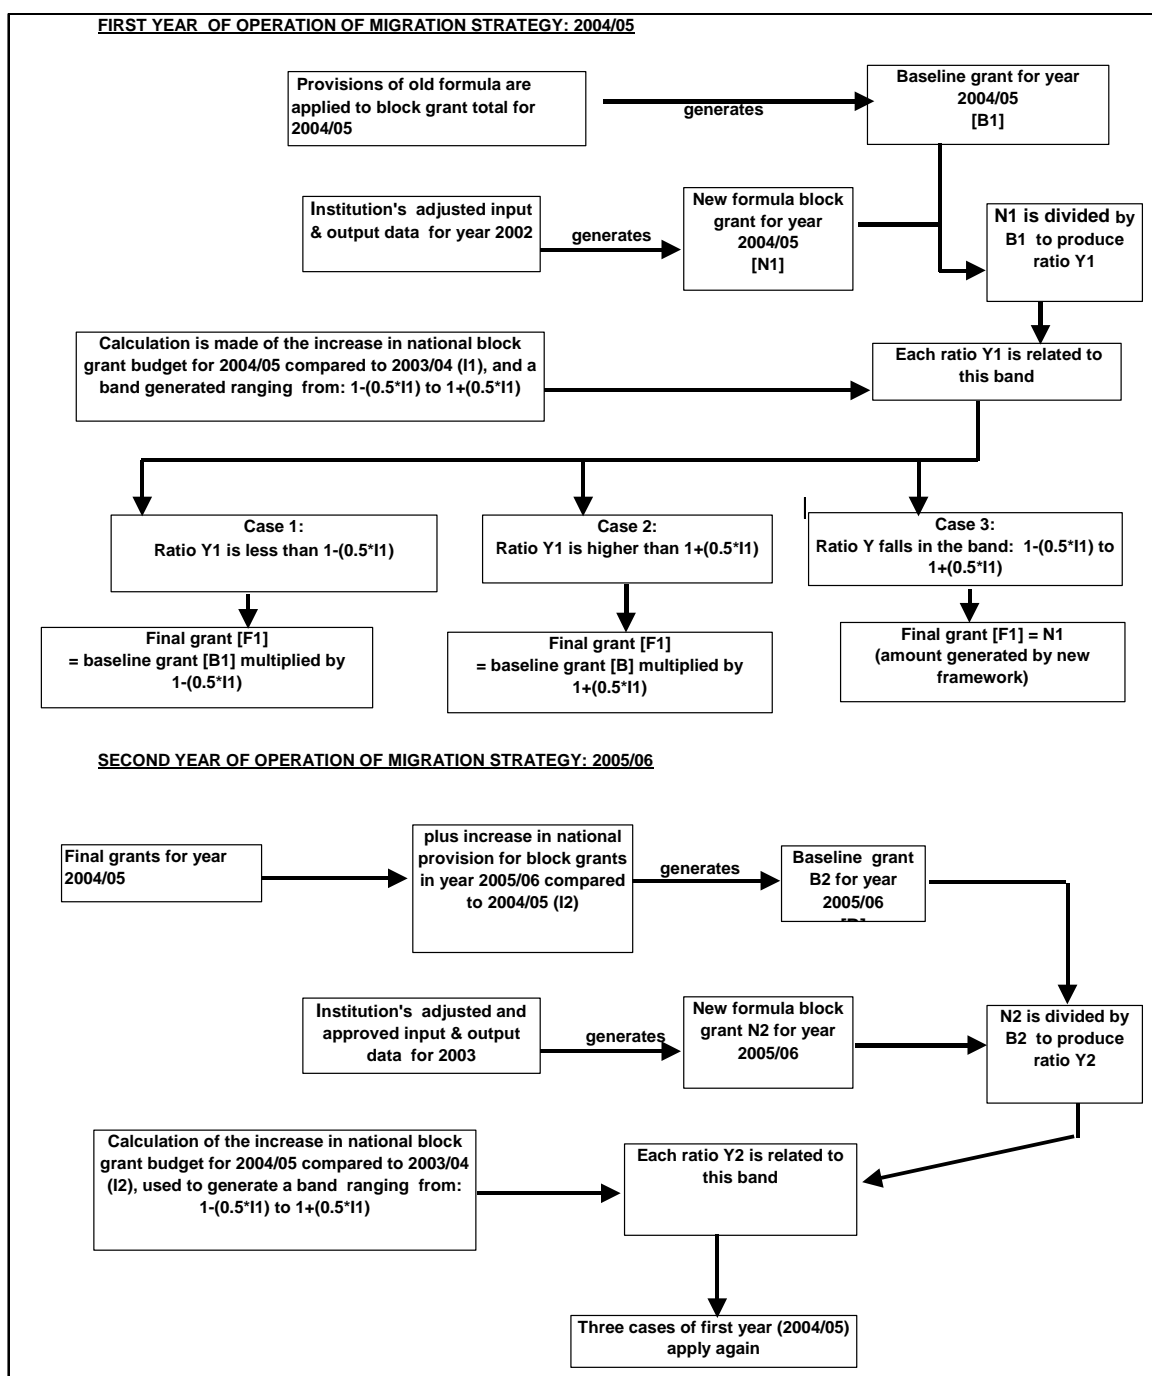 FIRST YEAR OF OPERATION OF MIGRATION STRATEGY: 2004/05
Provisions of old formula are
applied to block grant total for
2004/05
generates
Baseline grant for year
2004/05
[B1]
Institution's adjusted input
& output data for year 2002
generates
New formula block
grant for year
2004/05
[N1]
N1 is divided by
B1 to produce
ratio Y1
Calculation is made of the increase in national block
grant budget for 2004/05 compared to 2003/04 (I1), and a
band generated ranging from: 1-(0.5*I1) to 1+(0.5*I1)
Each ratio Y1 is related to
this band
Case 1:
Ratio Y1 is less than 1-(0.5*I1)
Case 2:
Ratio Y1 is higher than 1+(0.5*I1)
Case 3:
Ratio Y falls in the band: 1-(0.5*I1) to
1+(0.5*I1)
Final grant [F1]
= baseline grant [B1] multiplied by
1-(0.5*I1)
Final grant [F1]
= baseline grant [B] multiplied by
1+(0.5*I1)
Final grant [F1] = N1
(amount generated by new
framework)
SECOND YEAR OF OPERATION OF MIGRATION STRATEGY: 2005/06
Final grants for year
2004/05
plus increase in national
provision for block grants
in year 2005/06 compared
to 2004/05 (I2)
generates
Baseline grant
B2 for year
2005/06
Institution's adjusted and
approved input & output
data for 2003
generates
New formula block
grant N2 for year
2005/06
N2 is divided by
B2 to produce
ratio Y2
Calculation of the increase in national block
grant budget for 2004/05 compared to 2003/04
(I2), used to generate a band ranging from:
1-(0.5*I1) to 1+(0.5*I1)
Each ratio Y2 is related to
this band
Three cases of first year (2004/05)
apply again